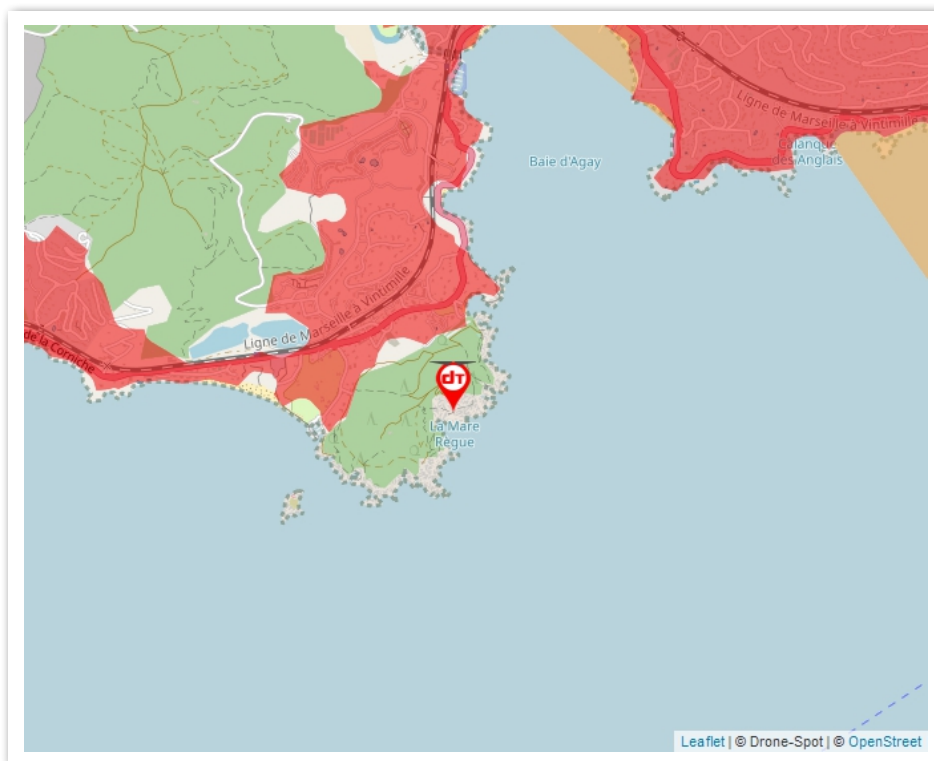 Ligne de Marseille à Vintimille
Baie d'Agay
Calanque
des Anglais
Ligne de Marseille à Vintimille
de la Corniche
dT
La Mare
Règue
Leaflet | © Drone-Spot | © OpenStreet